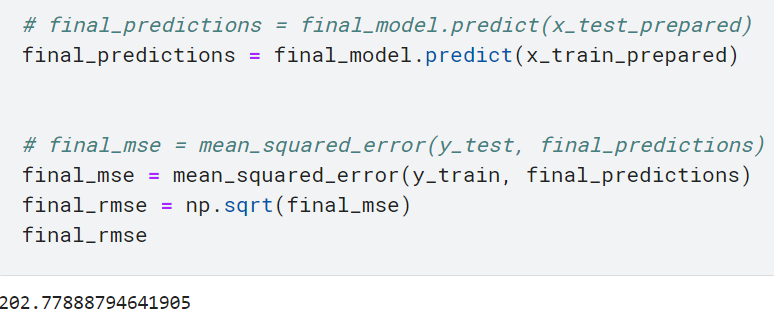 # final_predictions = final_model.predict(x_test_prepared)
final_predictions = final_model.predict(x_train_prepared)
# final_mse = mean_squared_error(y_test, final_predictions)
final_mse = mean_squared_error(y_train, final_predictions)
final_rmse = np.sqrt(final_mse)
final_rmse
202.77888794641905